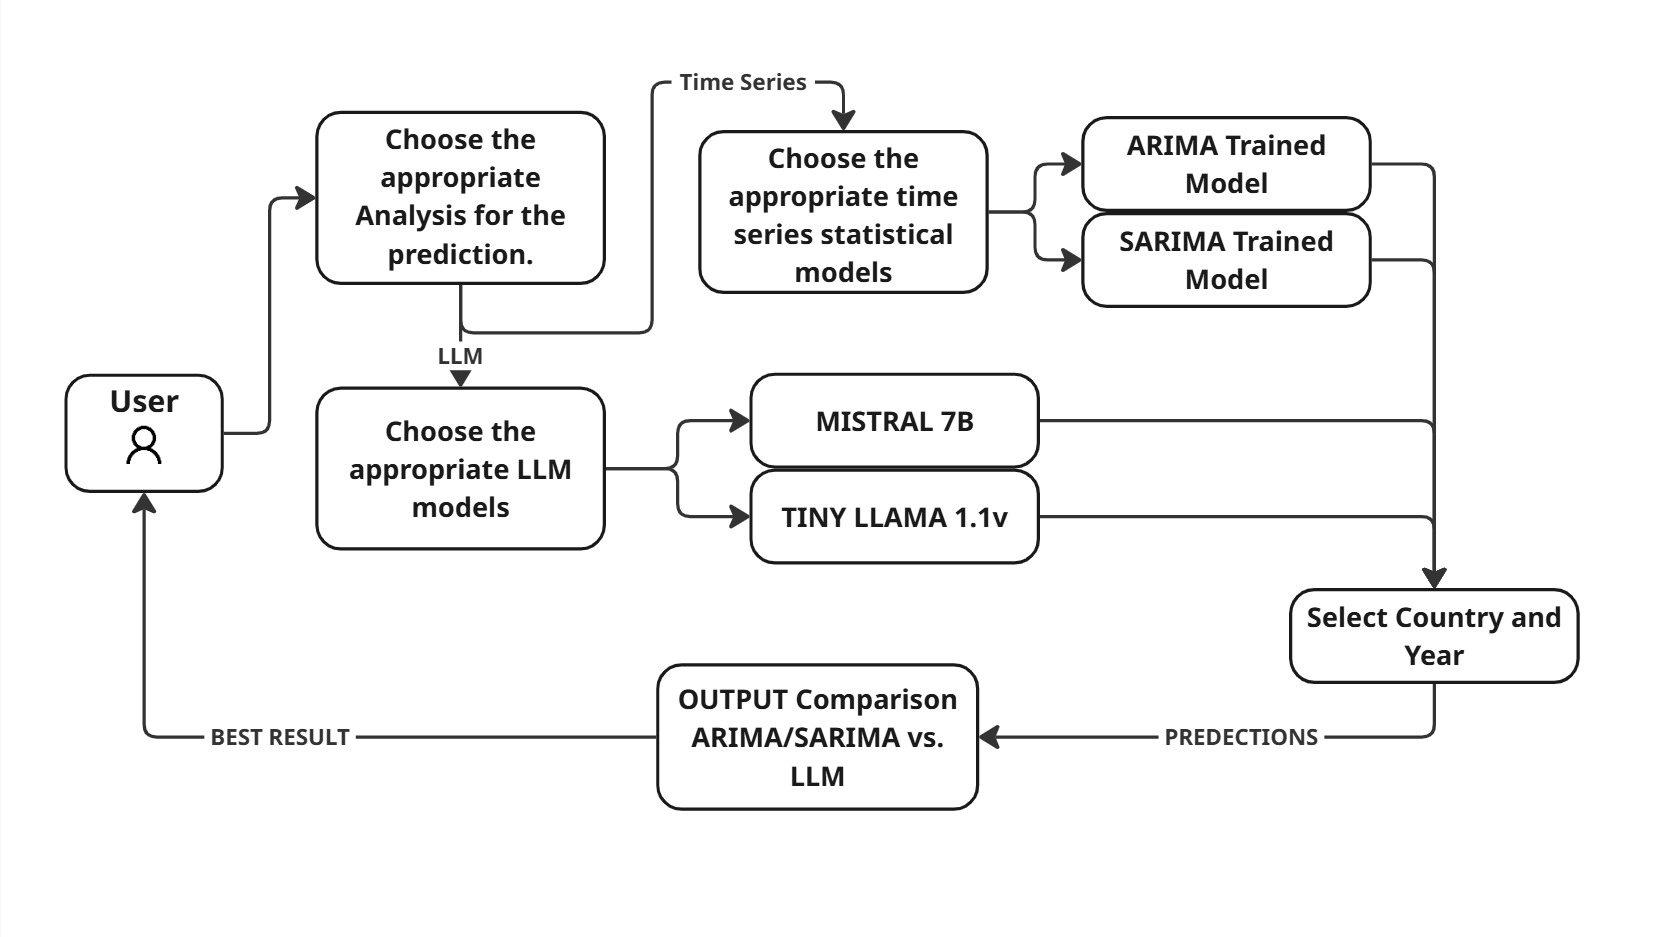 Time Series
Choose the
appropriate
Analysis for the
prediction.
Choose the
appropriate time
series statistical
models
ARIMA Trained
Model
SARIMA Trained
Model
LLM
User
Choose the
appropriate LLM
models
MISTRAL 7B
TINY LLAMA 1.1v
Select Country and
Year
OUTPUT Comparison
ARIMA/SARIMA vs.
LLM
PREDECTIONS
BEST RESULT